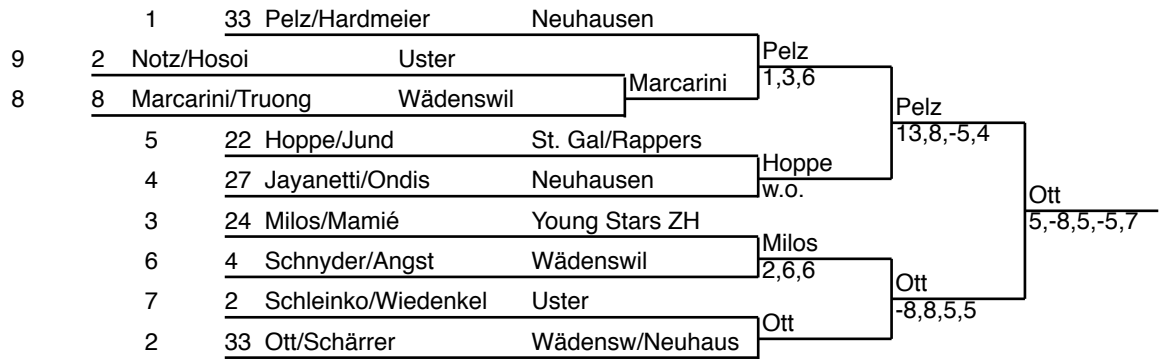 1 33 Pelz/Hardmeier Neuhausen
Pelz
9 2 Notz/Hosoi Uster
1,3,6
Marcarini
8 8 Marcarini/Truong Wädenswil
Pelz
13,8,-5,4
5 22 Hoppe/Jund St. Gal/Rappers
Hoppe
4 27 Jayanetti/Ondis Neuhausen
w.o.
Ott
5,-8,5,-5,7
3 24 Milos/Mamié Young Stars ZH
Milos
6 4 Schnyder/Angst Wädenswil
2,6,6
Ott
-8,8,5,5
7 2 Schleinko/Wiedenkel Uster
Ott
2 33 Ott/Schärrer Wädensw/Neuhaus